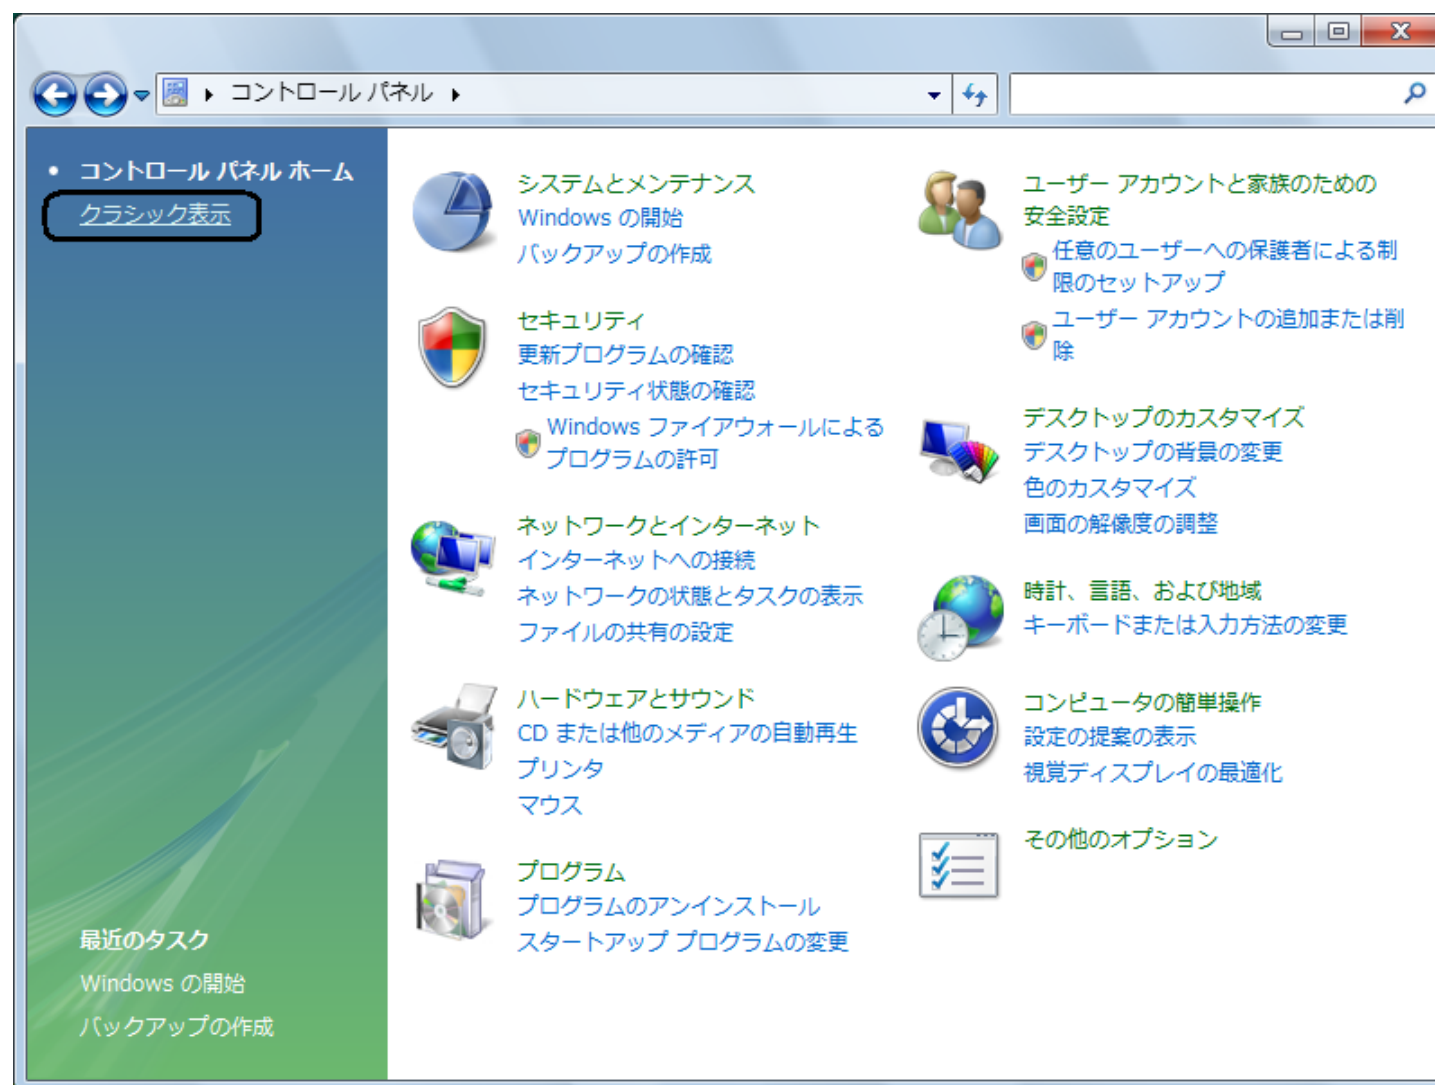 コントロール パネル
コントロール パネル ホーム
クラシック表示
最近のタスク
Windows の開始
バックアップの作成
システムとメンテナンス
Windows の開始
バックアップの作成
セキュリティ
更新プログラムの確認
セキュリティ状態の確認
Windows ファイアウォールによる
プログラムの許可
ネットワークとインターネット
インターネットへの接続
ネットワークの状態とタスクの表示
ファイルの共有の設定
ハードウェアとサウンド
CD または他のメディアの自動再生
プリンタ
マウス
プログラム
プログラムのアンインストール
スタートアップ プログラムの変更
ユーザー アカウントと家族のための
安全設定
任意のユーザーへの保護者による制
限のセットアップ
ユーザー アカウントの追加または削
除
デスクトップのカスタマイズ
デスクトップの背景の変更
色のカスタマイズ
画面の解像度の調整
時計、言語、および地域
キーボードまたは入力方法の変更
コンピュータの簡単操作
設定の提案の表示
視覚ディスプレイの最適化
その他のオプション